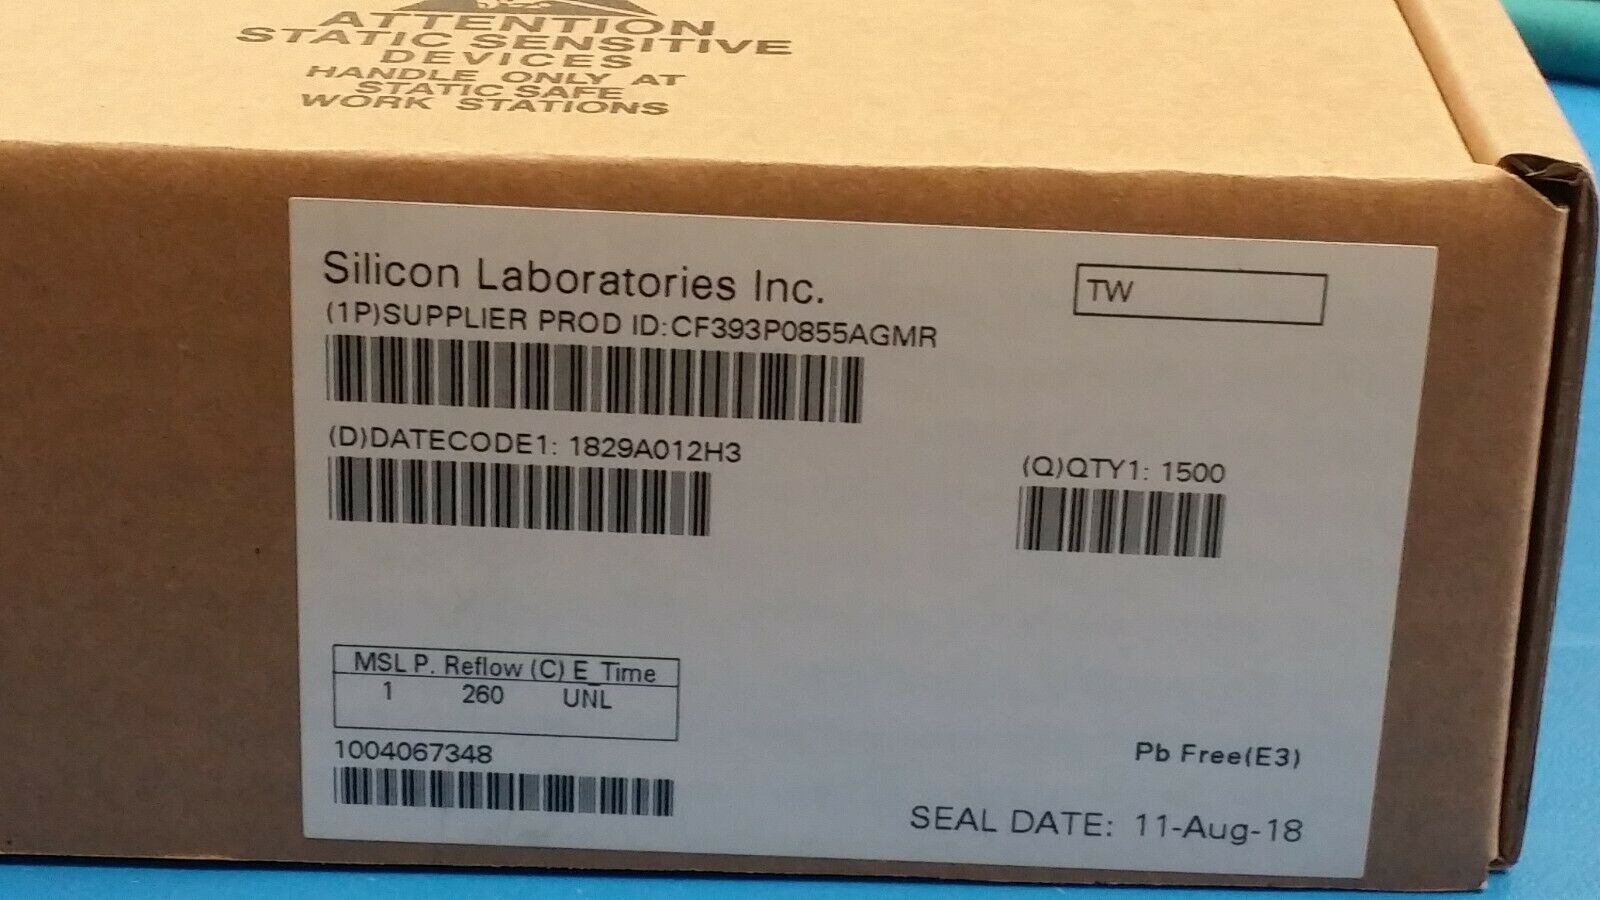 ATTENTION
STATIC SENSITIVE
DEVICES
HANDLE ONLY AT
STATIC SAFE
WORK STATIONS
Silicon Laboratories Inc.
TW
(1P)SUPPLIER PROD ID:CF393P0855AGMR
(D)DATECODE1: 1829A012H3
(Q)QTY1: 1500
MSL P. Reflow (C) E_Time
1 260 UNL
1004067348
Pb Free(E3)
SEAL DATE: 11-Aug-18